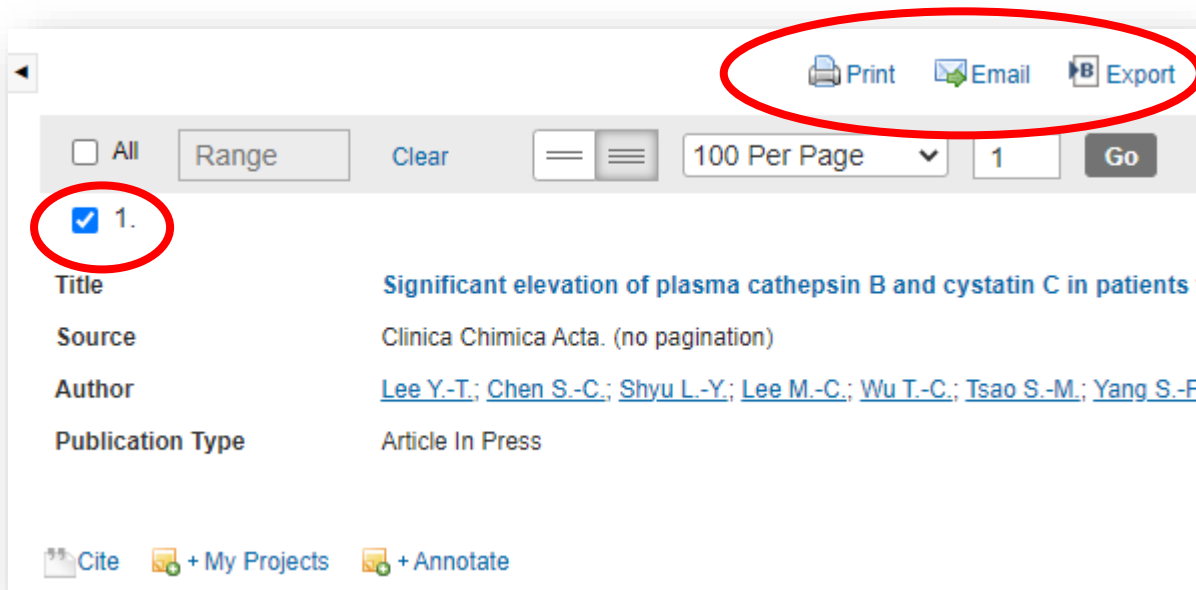 Print Email Export
All Range Clear 100 Per Page 1 Go
1.
Title Significant elevation of plasma cathepsin B and cystatin C in patients
Source Clinica Chimica Acta. (no pagination)
Author Lee Y.-T.; Chen S.-C.; Shyu L.-Y.; Lee M.-C.; Wu T.-C.; Tsao S.-M.; Yang S.-
Publication Type Article In Press
Cite + My Projects + Annotate